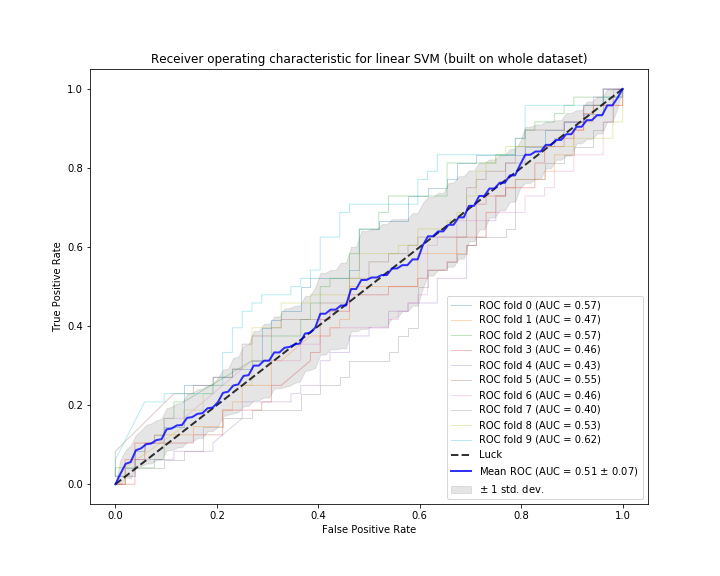 Receiver operating characteristic for linear SVM (built on whole dataset)
True Positive Rate
1.0
0.8
0.6
0.4
0.2
0.0
ROC fold 0 (AUC = 0.57)
ROC fold 1 (AUC = 0.47)
ROC fold 2 (AUC = 0.57)
ROC fold 3 (AUC = 0.46)
ROC fold 4 (AUC = 0.43)
ROC fold 5 (AUC = 0.55)
ROC fold 6 (AUC = 0.46)
ROC fold 7 (AUC = 0.40)
ROC fold 8 (AUC = 0.53)
ROC fold 9 (AUC = 0.62)
Luck
Mean ROC (AUC = 0.51 ± 0.07)
± 1 std. dev.
0.0 0.2 0.4 0.6 0.8 1.0
False Positive Rate